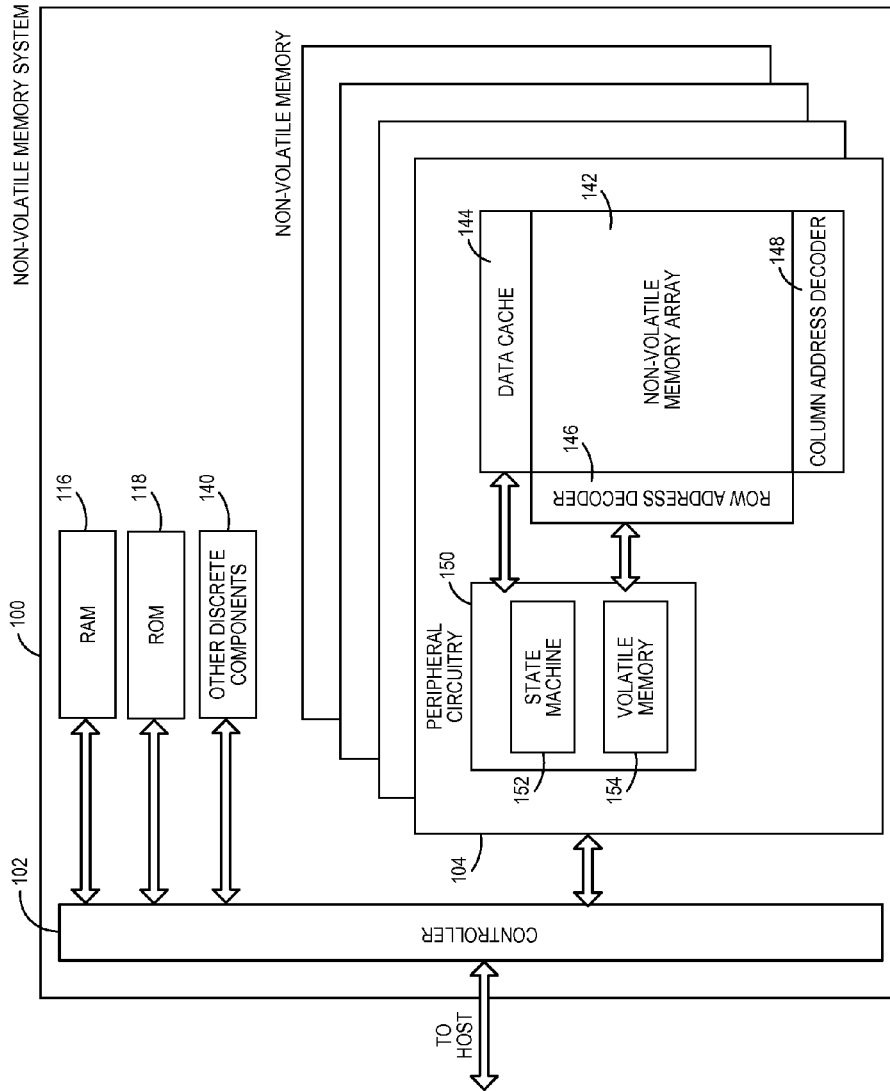 NON-VOLATILE MEMORY SYSTEM
100
102
CONTROLLER
TO
HOST
RAM
116
ROM
118
OTHER DISCRETE
COMPONENTS
140
NON-VOLATILE MEMORY
104
PERIPHERAL
CIRCUITRY
150
STATE
MACHINE
152
VOLATILE
MEMORY
154
DATA CACHE
144
ROW ADDRESS DECODER
146
NON-VOLATILE
MEMORY ARRAY
142
COLUMN ADDRESS DECODER
148